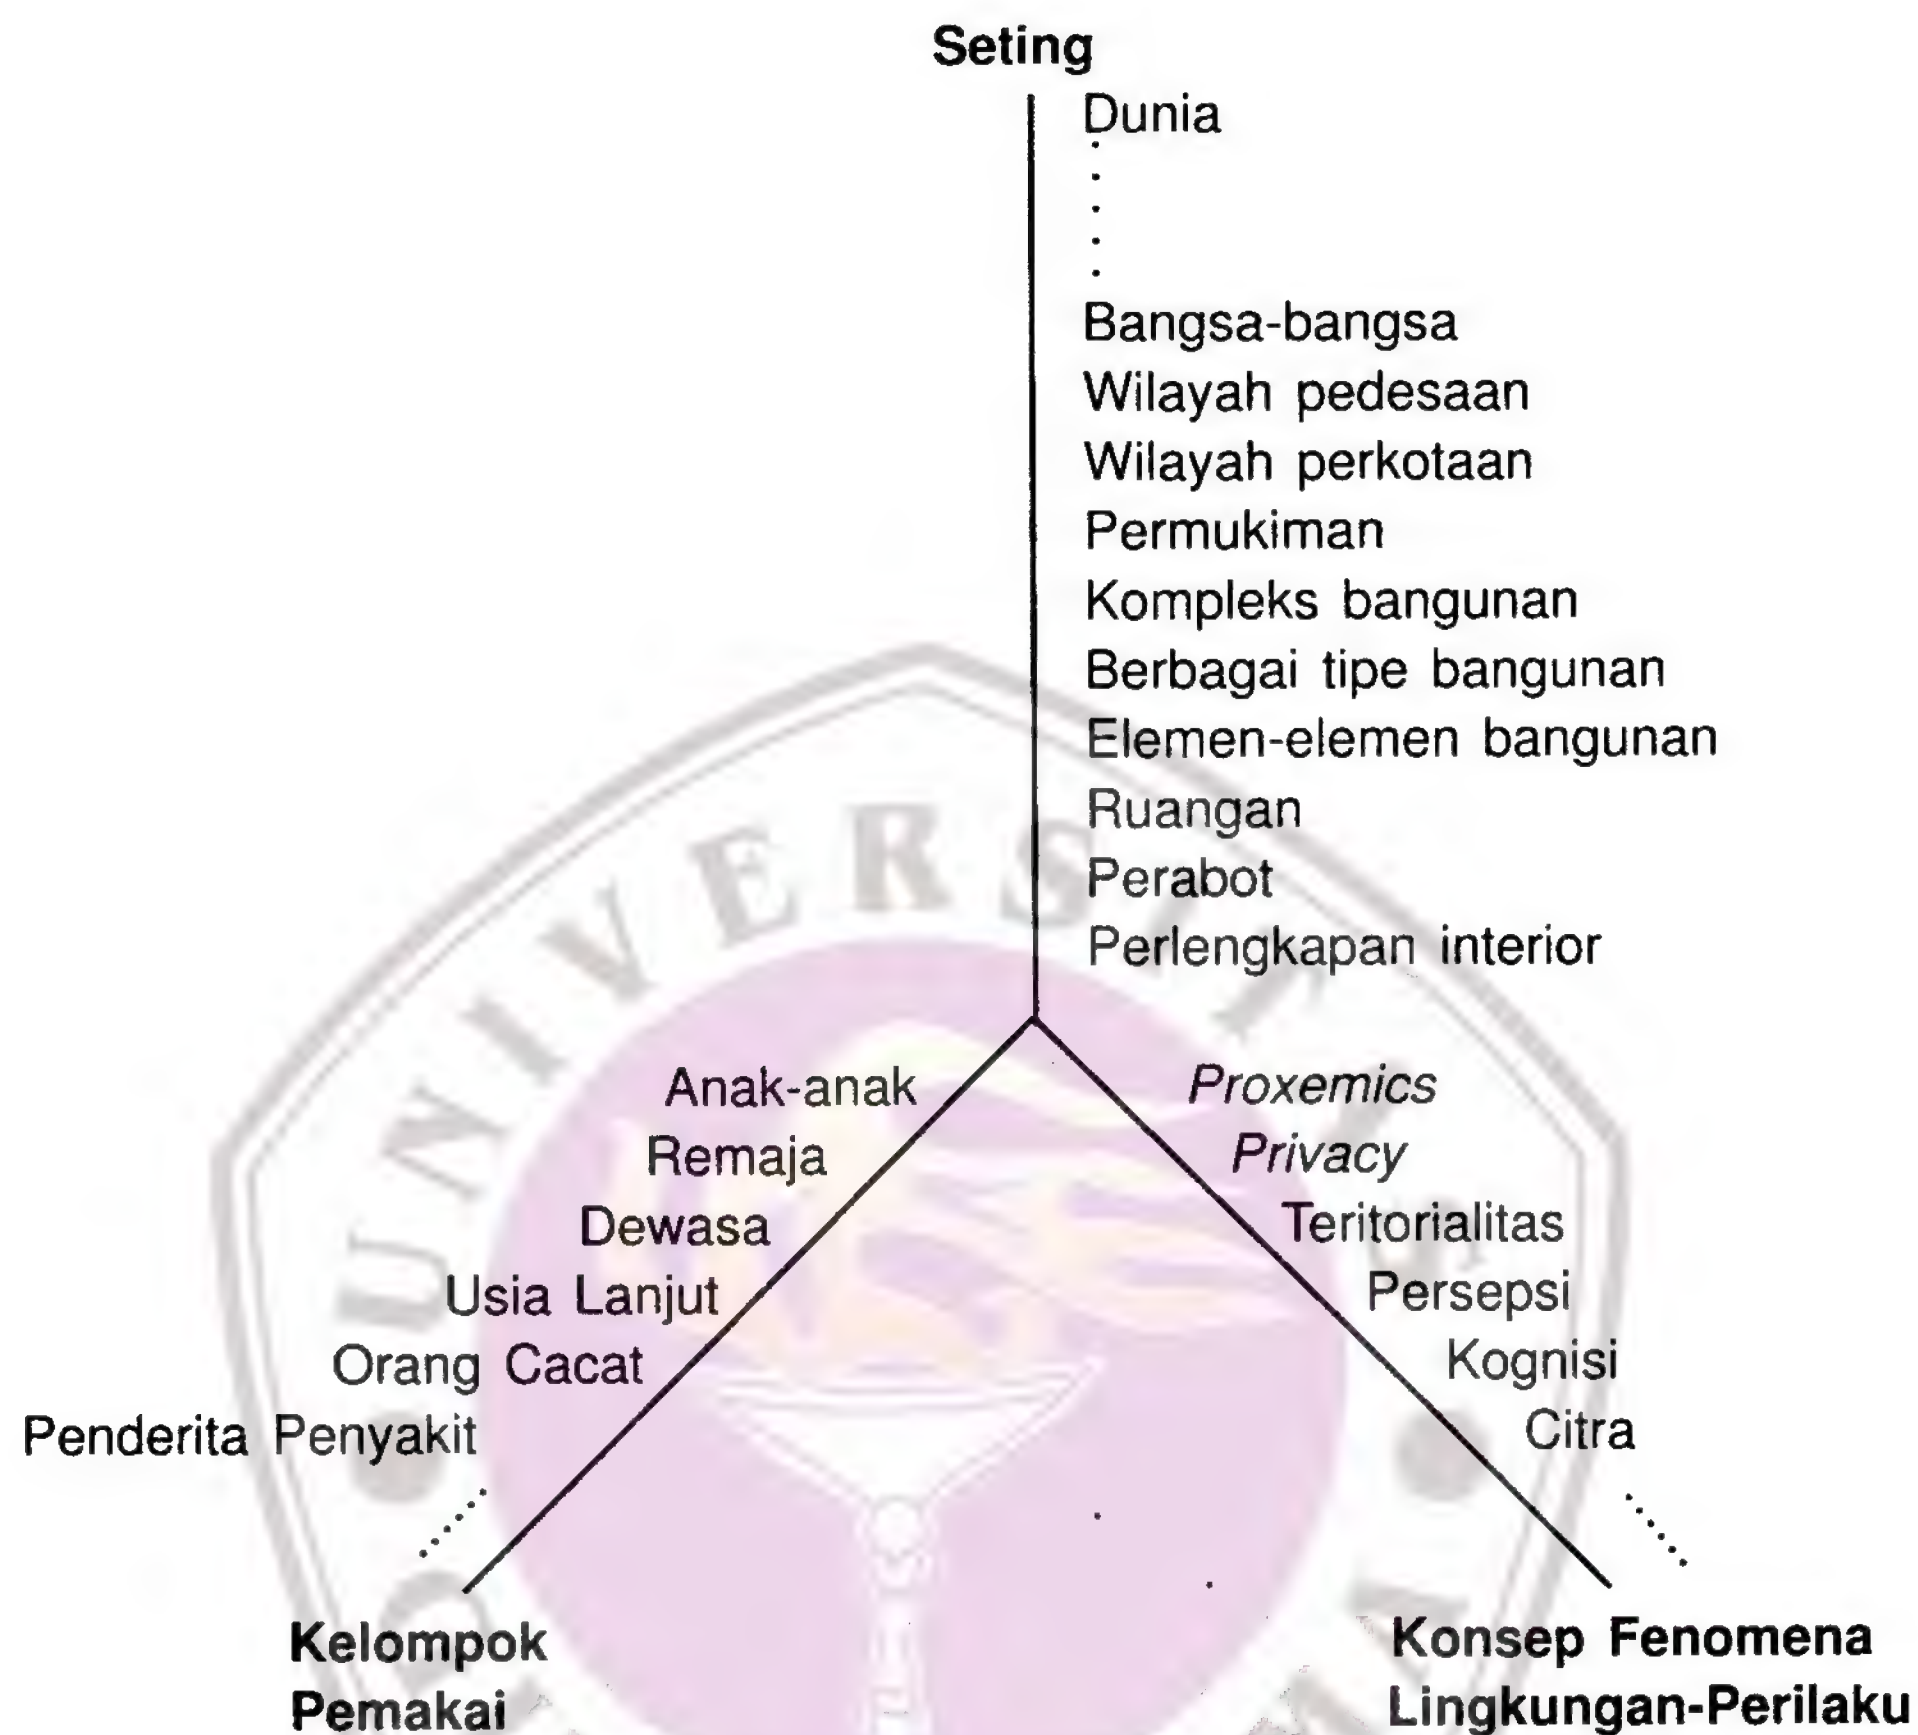 Seting
Dunia
Bangsa-bangsa
Wilayah pedesaan
Wilayah perkotaan
Permukiman
Kompleks bangunan
Berbagai tipe bangunan
Elemen-elemen bangunan
Ruangan
Perabot
Perlengkapan interior
Anak-anak
Remaja
Dewasa
Usia Lanjut
Orang Cacat
Penderita Penyakit
Kelompok
Pemakai
Proxemics
Privacy
Teritorialitas
Persepsi
Kognisi
Citra
Konsep Fenomena
Lingkungan-Perilaku
UNIVERSITAS